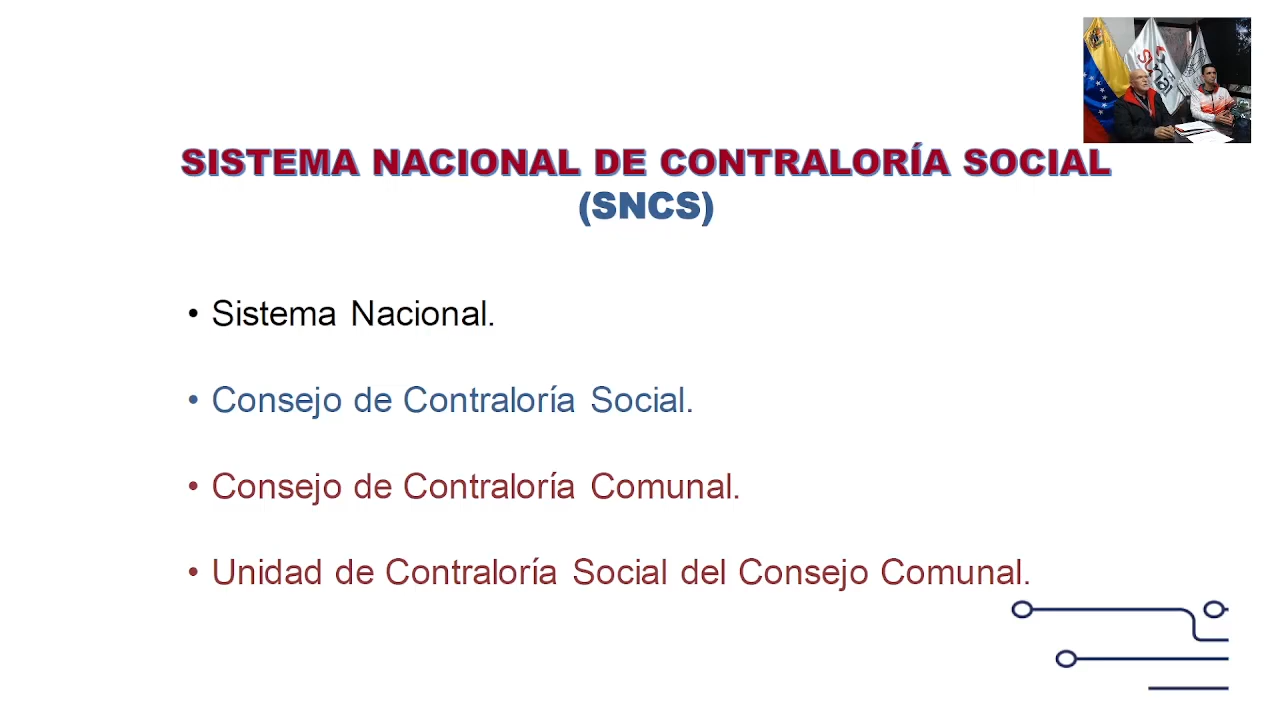 SISTEMA NACIONAL DE CONTRALORÍA SOCIAL
(SNCS)
• Sistema Nacional.
• Consejo de Contraloría Social.
• Consejo de Contraloría Comunal.
• Unidad de Contraloría Social del Consejo Comunal.